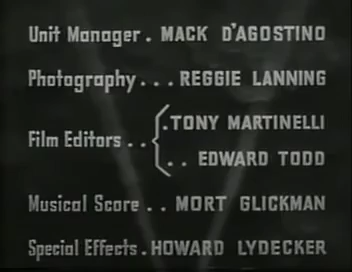 Unit Manager . MACK D'AGOSTINO
Photography . . . REGGIE LANNING
Film Editors . . { . TONY MARTINELLI
. . EDWARD TODD
Musical Score . . MORT GLICKMAN
Special Effects . HOWARD LYDECKER